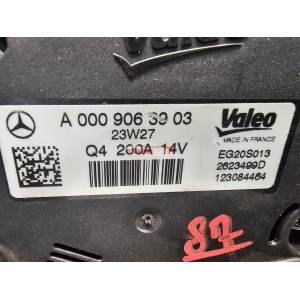 Valeo
A 000 906 39 03
23W27
Q4 200A 14V
Valeo
MADE IN FRANCE
EG20S013
2623499D
123084464
87